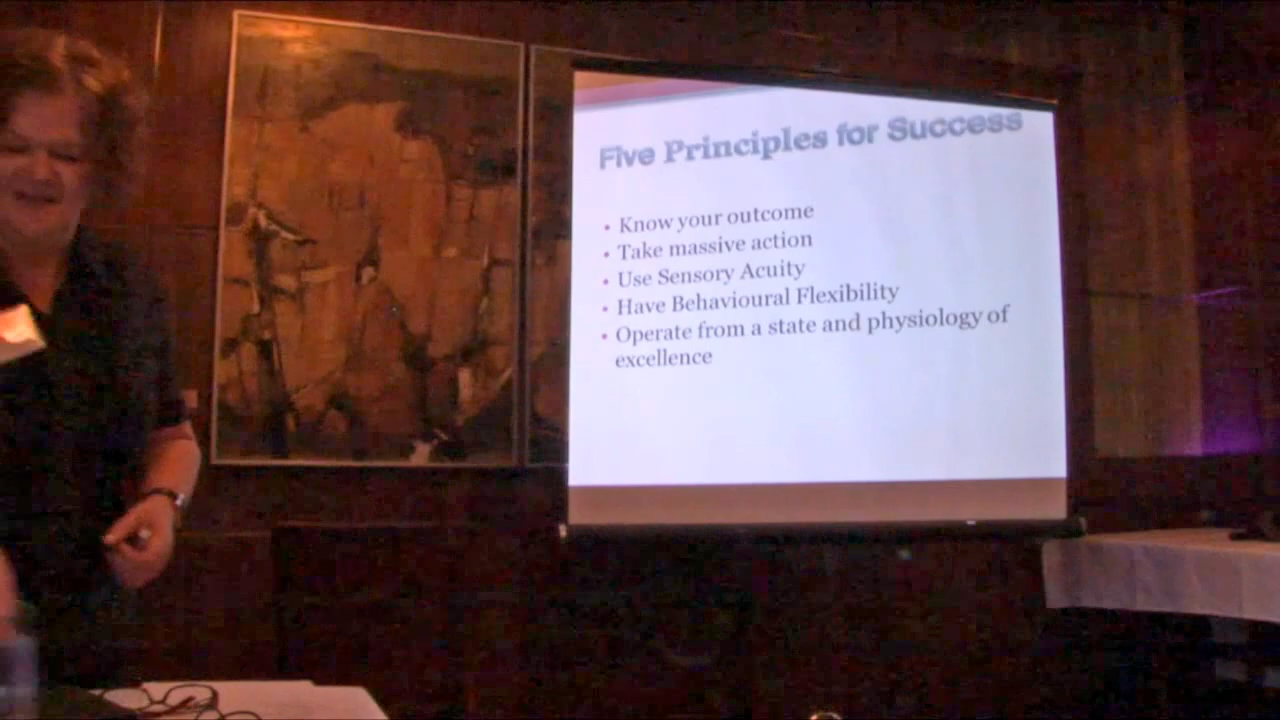 Five Principles for Success
• Know your outcome
• Take massive action
• Use Sensory Acuity
• Have Behavioural Flexibility
• Operate from a state and physiology of
excellence